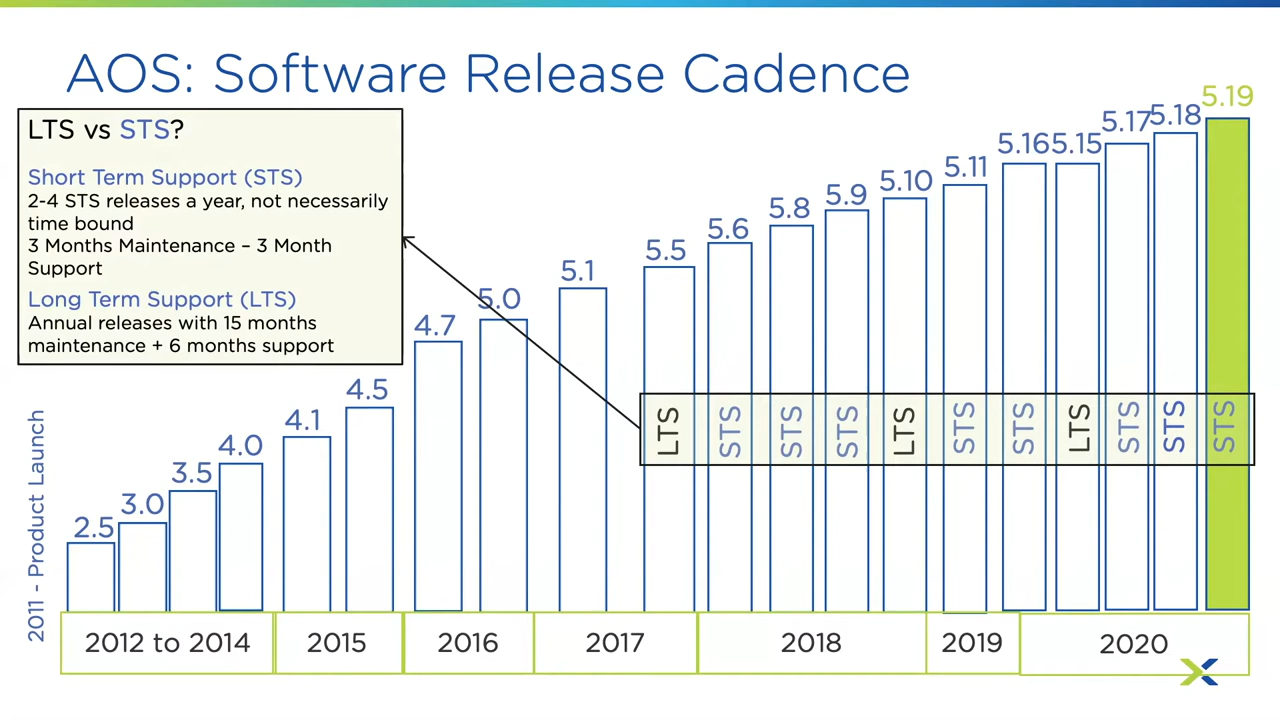 AOS: Software Release Cadence
LTS vs STS?
Short Term Support (STS)
2-4 STS releases a year, not necessarily
time bound
3 Months Maintenance – 3 Month
Support
Long Term Support (LTS)
Annual releases with 15 months
maintenance + 6 months support
2011 - Product Launch
2.5
3.0
3.5
4.0
4.1
4.5
4.7
5.0
5.1
5.5
5.6
5.8
5.9
5.10
5.11
5.16
5.15
5.17
5.18
5.19
LTS
STS
STS
STS
LTS
STS
STS
LTS
STS
STS
STS
2012 to 2014
2015
2016
2017
2018
2019
2020